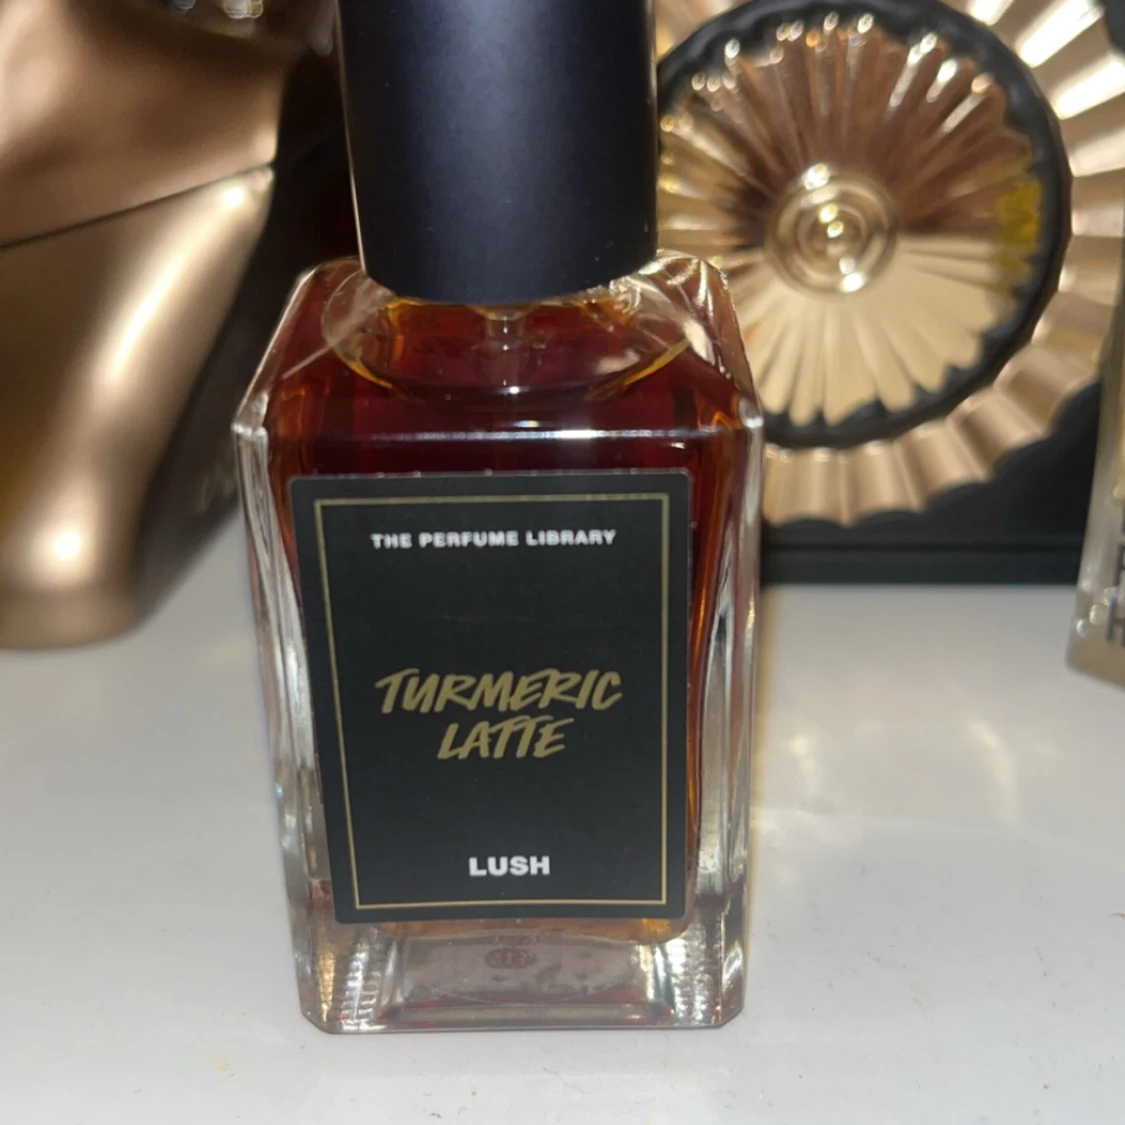 THE PERFUME LIBRARY
TURMERIC
LATTE
LUSH